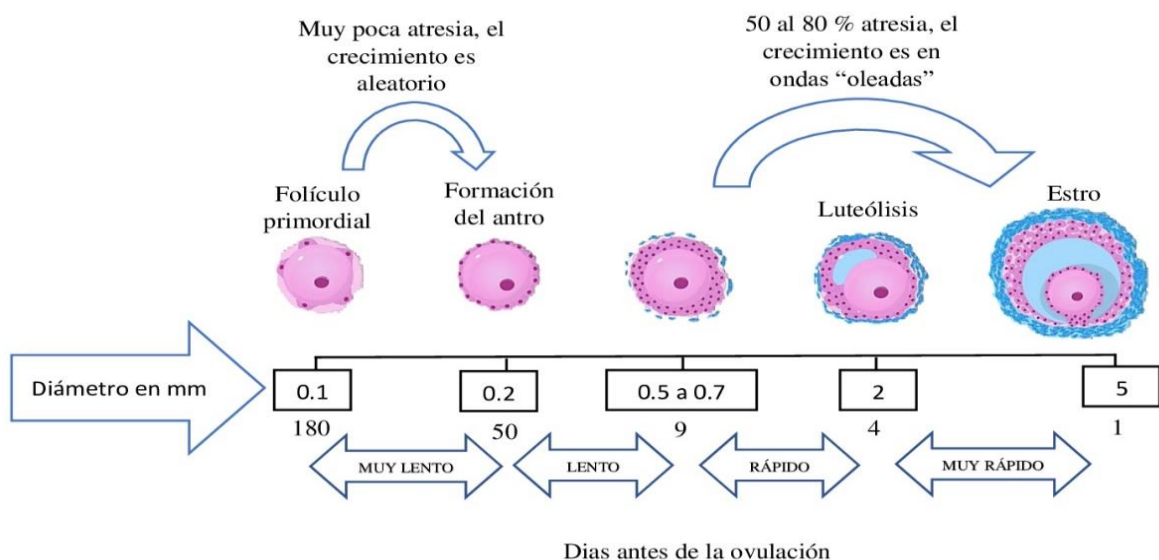 Muy poca atresia, el
crecimiento es
aleatorio
50 al 80 % atresia, el
crecimiento es en
ondas “oleadas”
Folículo
primordial
Formación
del antro
Luteólisis
Estro
Diámetro en mm
0.1
0.2
0.5 a 0.7
2
5
180
50
9
4
1
MUY LENTO
LENTO
RÁPIDO
MUY RÁPIDO
Dias antes de la ovulación